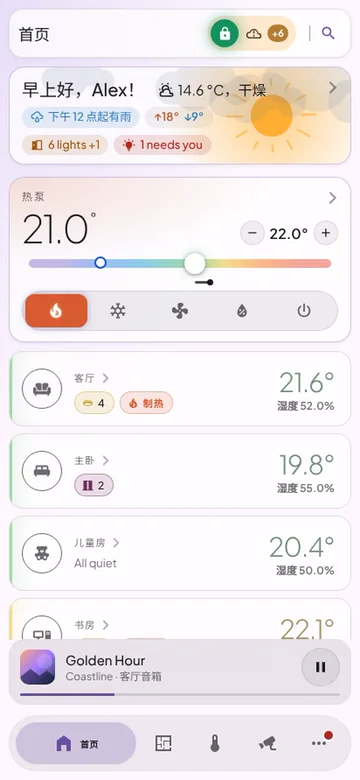 首页
+6
早上好，Alex！
14.6°C，干燥
下午 12 点起有雨
↑18° ↓9°
6 lights +1
1 needs you
热泵
21.0°
− 22.0° +
客厅
4
制热
21.6°
湿度 52.0%
主卧
2
19.8°
湿度 55.0%
儿童房
All quiet
20.4°
湿度 50.0%
书房
22.1°
Golden Hour
Coastline · 客厅音箱
首页